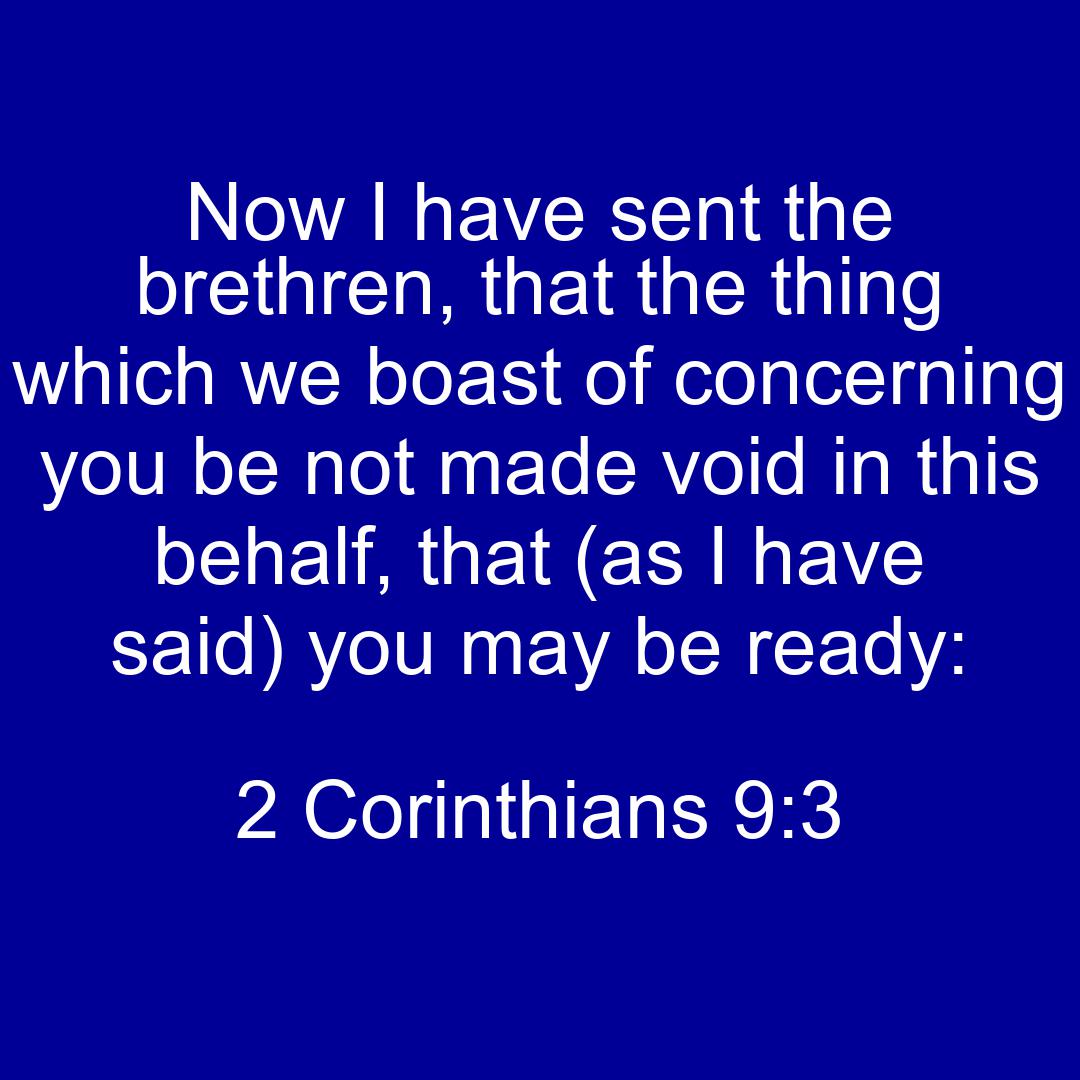 Now I have sent the
brethren, that the thing
which we boast of concerning
you be not made void in this
behalf, that (as I have
said) you may be ready:
2 Corinthians 9:3